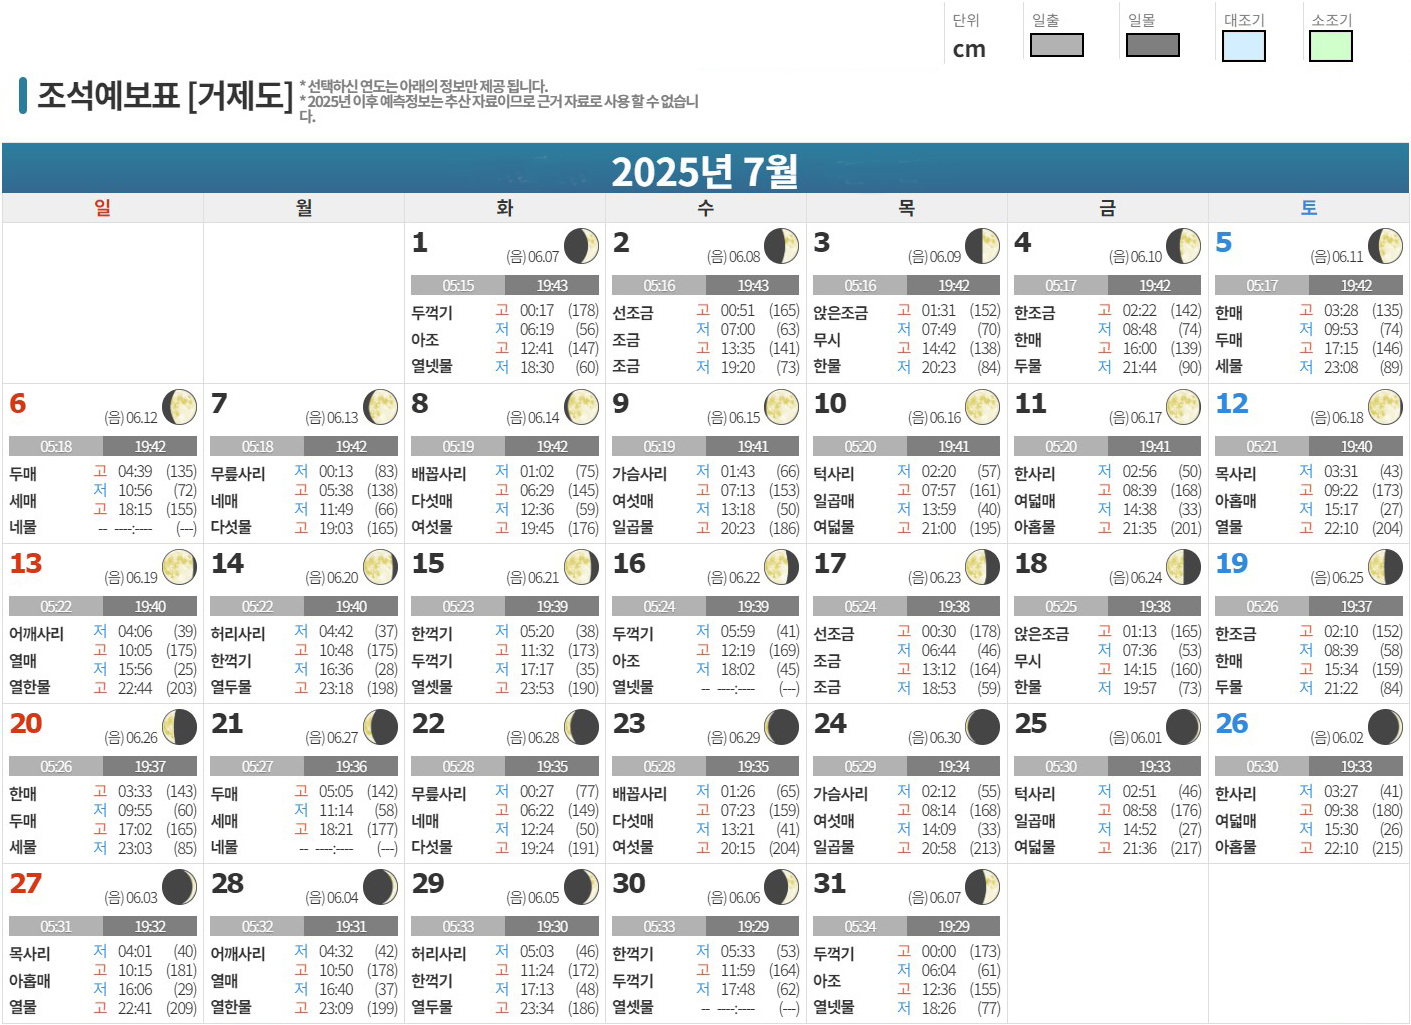 단위 일출 일몰 대조기 소조기
cm
조석예보표 [거제도]
* 선택하신 연도는 아래의 정보만 제공 됩니다.
* 2025년 이후 예측정보는 추산 자료이므로 근거 자료로 사용 할 수 없습니
다.
2025년 7월
일 월 화 수 목 금 토
1 (음) 06.07 2 (음) 06.08 3 (음) 06.09 4 (음) 06.10 5 (음) 06.11
05:15 19:43 05:16 19:43 05:16 19:42 05:17 19:42 05:17 19:42
두꺽기 고 00:17 (178) 선조금 고 00:51 (165) 앉은조금 고 01:31 (152) 한조금 고 02:22 (142) 한매 고 03:28 (135)
저 06:19 (56) 저 07:00 (63) 저 07:49 (70) 저 08:48 (74) 저 09:53 (74)
아조 고 12:41 (147) 조금 고 13:35 (141) 무시 고 14:42 (138) 한매 고 16:00 (139) 두매 고 17:15 (146)
열넷물 저 18:30 (60) 조금 저 19:20 (73) 한물 저 20:23 (84) 두물 저 21:44 (90) 세물 저 23:08 (89)
6 (음) 06.12 7 (음) 06.13 8 (음) 06.14 9 (음) 06.15 10 (음) 06.16 11 (음) 06.17 12 (음) 06.18
05:18 19:42 05:18 19:42 05:19 19:42 05:19 19:41 05:20 19:41 05:20 19:41 05:21 19:40
두매 고 04:39 (135) 무릎사리 저 00:13 (83) 배꼽사리 저 01:02 (75) 가슴사리 저 01:43 (66) 턱사리 저 02:20 (57) 한사리 저 02:56 (50) 목사리 저 03:31 (43)
세매 저 10:56 (72) 네매 고 05:38 (138) 다섯매 고 06:29 (145) 여섯매 고 07:13 (153) 일곱매 고 07:57 (161) 여덟매 고 08:39 (168) 아홉매 고 09:22 (173)
고 18:15 (155) 저 11:49 (66) 저 12:36 (59) 저 13:18 (50) 저 13:59 (40) 저 14:38 (33) 저 15:17 (27)
네물 -- ----:---- (---) 다섯물 고 19:03 (165) 여섯물 고 19:45 (176) 일곱물 고 20:23 (186) 여덟물 고 21:00 (195) 아홉물 고 21:35 (201) 열물 고 22:10 (204)
13 (음) 06.19 14 (음) 06.20 15 (음) 06.21 16 (음) 06.22 17 (음) 06.23 18 (음) 06.24 19 (음) 06.25
05:22 19:40 05:22 19:40 05:23 19:39 05:24 19:39 05:24 19:38 05:25 19:38 05:26 19:37
어깨사리 저 04:06 (39) 허리사리 저 04:42 (37) 한꺽기 저 05:20 (38) 두꺽기 저 05:59 (41) 선조금 고 00:30 (178) 앉은조금 고 01:13 (165) 한조금 고 02:10 (152)
열매 고 10:05 (175) 한꺽기 고 10:48 (175) 두꺽기 고 11:32 (173) 아조 고 12:19 (169) 조금 저 06:44 (46) 무시 저 07:36 (53) 한매 저 08:39 (58)
저 15:56 (25) 저 16:36 (28) 저 17:17 (35) 저 18:02 (45) 고 13:12 (164) 고 14:15 (160) 고 15:34 (159)
열한물 고 22:44 (203) 열두물 고 23:18 (198) 열셋물 고 23:53 (190) 열넷물 -- ----:---- (---) 조금 저 18:53 (59) 한물 저 19:57 (73) 두물 저 21:22 (84)
20 (음) 06.26 21 (음) 06.27 22 (음) 06.28 23 (음) 06.29 24 (음) 06.30 25 (음) 06.01 26 (음) 06.02
05:26 19:37 05:27 19:36 05:28 19:35 05:28 19:35 05:29 19:34 05:30 19:33 05:30 19:33
한매 고 03:33 (143) 두매 고 05:05 (142) 무릎사리 저 00:27 (77) 배꼽사리 저 01:26 (65) 가슴사리 저 02:12 (55) 턱사리 저 02:51 (46) 한사리 저 03:27 (41)
두매 저 09:55 (60) 세매 저 11:14 (58) 네매 고 06:22 (149) 다섯매 고 07:23 (159) 여섯매 고 08:14 (168) 일곱매 고 08:58 (176) 여덟매 고 09:38 (180)
고 17:02 (165) 고 18:21 (177) 저 12:24 (50) 저 13:21 (41) 저 14:09 (33) 저 14:52 (27) 저 15:30 (26)
세물 저 23:03 (85) 네물 -- ----:---- (---) 다섯물 고 19:24 (191) 여섯물 고 20:15 (204) 일곱물 고 20:58 (213) 여덟물 고 21:36 (217) 아홉물 고 22:10 (215)
27 (음) 06.03 28 (음) 06.04 29 (음) 06.05 30 (음) 06.06 31 (음) 06.07
05:31 19:32 05:32 19:31 05:33 19:30 05:33 19:29 05:34 19:29
목사리 저 04:01 (40) 어깨사리 저 04:32 (42) 허리사리 저 05:03 (46) 한꺽기 저 05:33 (53) 두꺽기 고 00:00 (173)
아홉매 고 10:15 (181) 열매 고 10:50 (178) 한꺽기 고 11:24 (172) 두꺽기 고 11:59 (164) 아조 저 06:04 (61)
저 16:06 (29) 저 16:40 (37) 저 17:13 (48) 저 17:48 (62) 고 12:36 (155)
열물 고 22:41 (209) 열한물 고 23:09 (199) 열두물 고 23:34 (186) 열셋물 -- ----:---- (---) 열넷물 저 18:26 (77)